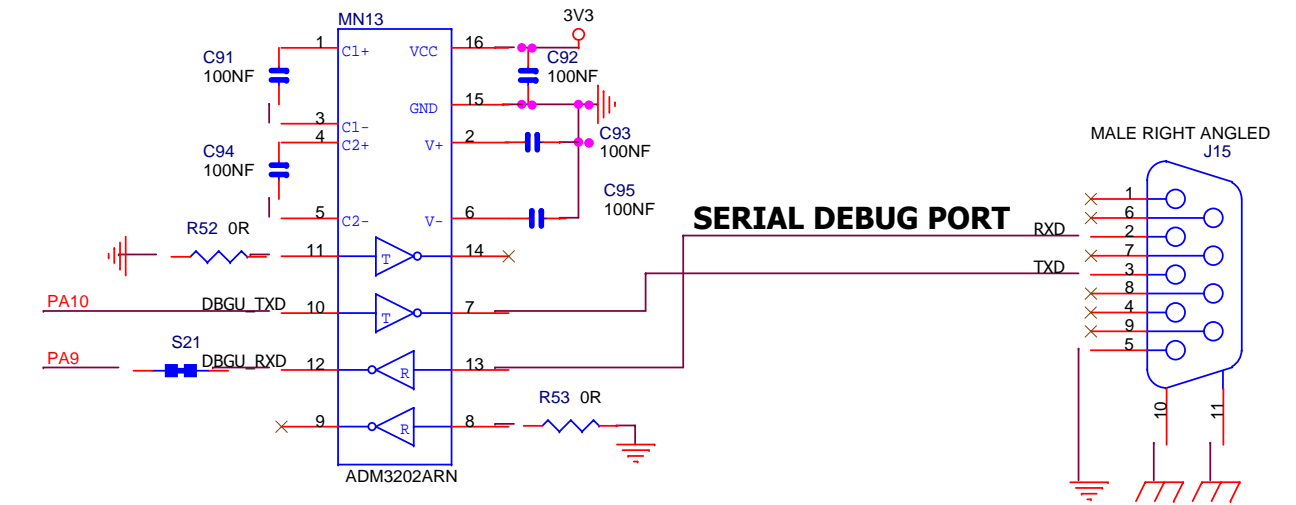 MN13
3V3
1
C1+
VCC
16
C91
100NF
C92
100NF
3
C1-
GND
15
4
C2+
V+
2
C93
100NF
C94
100NF
5
C2-
V-
6
C95
100NF
R52 0R
11
T
14
PA10
DBGU_TXD
10
T
7
PA9
S21
DBGU_RXD
12
R
13
9
R
8
R53 0R
ADM3202ARN
SERIAL DEBUG PORT
MALE RIGHT ANGLED
J15
1
6
RXD
2
7
TXD
3
8
4
9
5
10
11